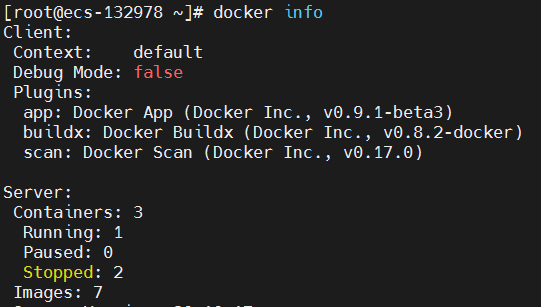 [root@ecs-132978 ~]# docker info
Client:
 Context:    default
 Debug Mode: false
 Plugins:
  app: Docker App (Docker Inc., v0.9.1-beta3)
  buildx: Docker Buildx (Docker Inc., v0.8.2-docker)
  scan: Docker Scan (Docker Inc., v0.17.0)

Server:
 Containers: 3
  Running: 1
  Paused: 0
  Stopped: 2
 Images: 7